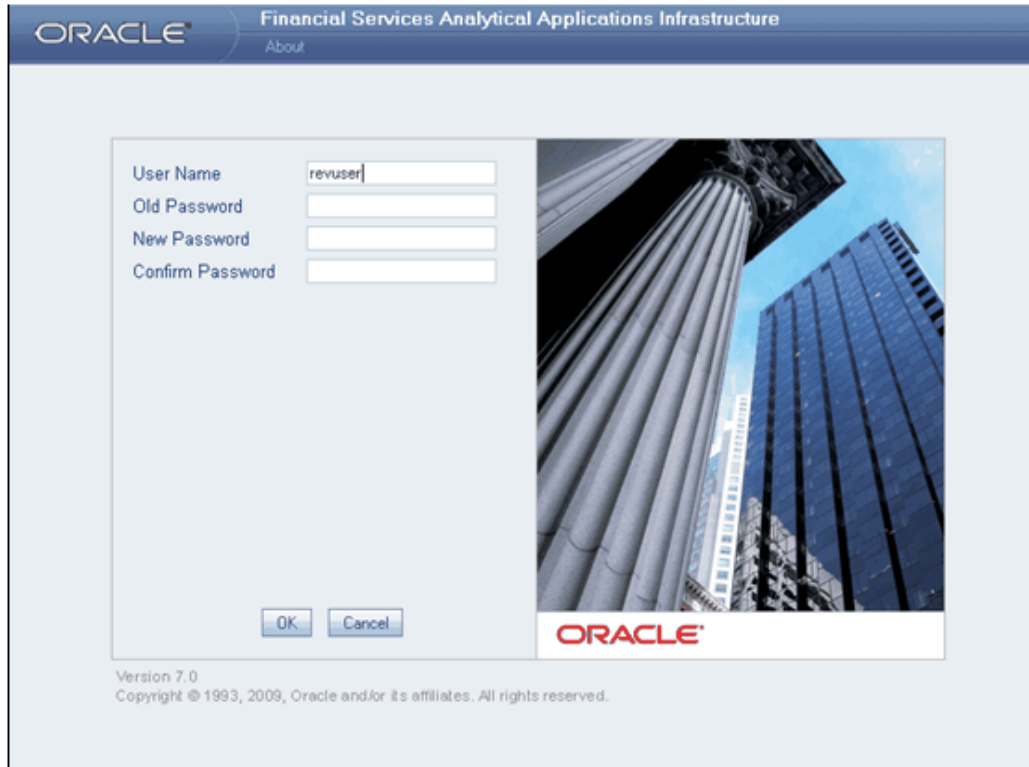 ORACLE
Financial Services Analytical Applications Infrastructure
About
User Name revuser
Old Password
New Password
Confirm Password
OK Cancel
ORACLE
Version 7.0
Copyright © 1993, 2009, Oracle and/or its affiliates. All rights reserved.